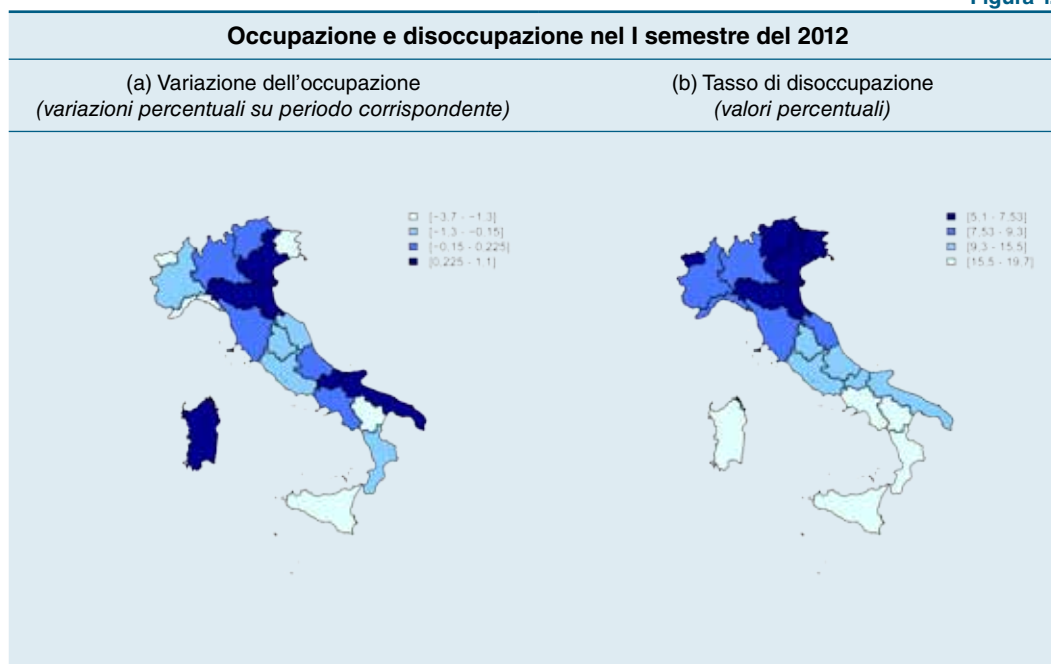 Figura
Occupazione e disoccupazione nel I semestre del 2012
(a) Variazione dell'occupazione
(variazioni percentuali su periodo corrispondente)
(b) Tasso di disoccupazione
(valori percentuali)
[−3.7 - −1.3]
[−1.3 - −0.15]
[−0.15 - 0.225]
[0.225 - 1.1]
[5.1 - 7.53]
[7.53 - 9.3]
[9.3 - 15.5]
[15.5 - 19.7]